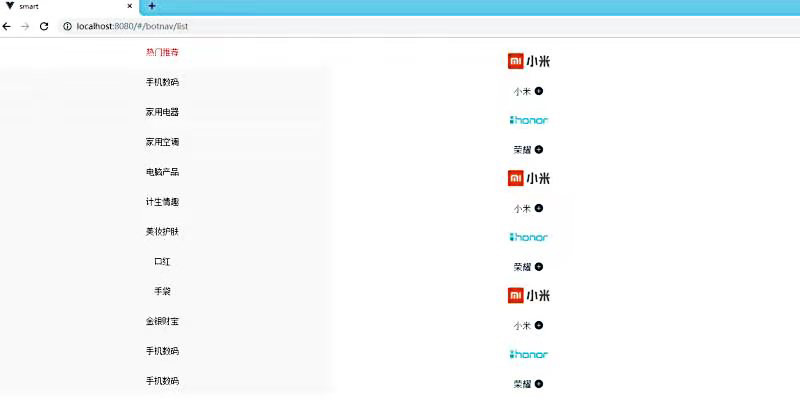 smart
localhost:8080/#/botnav/list
热门推荐
手机数码
家用电器
家用空调
电脑产品
计生情趣
美妆护肤
口红
手袋
金银财宝
手机数码
手机数码
mi 小米
小米
honor
荣耀
mi 小米
小米
honor
荣耀
mi 小米
小米
honor
荣耀